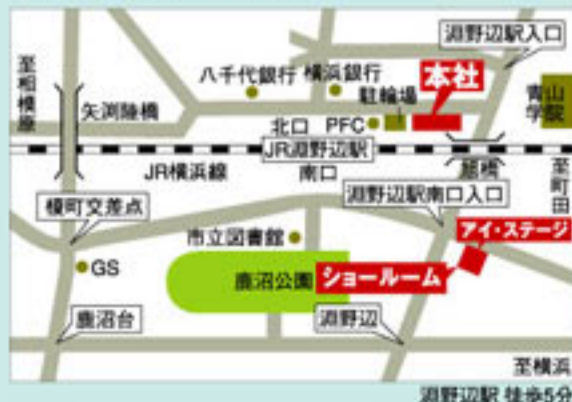 淵野辺駅入口
至相模原
八千代銀行
横浜銀行
本社
駐輪場
青山学院
矢渕陸橋
北口
PFC
JR淵野辺駅
JR横浜線
南口
旭橋
至町田
淵野辺駅南口入口
榎町交差点
市立図書館
アイ・ステージ
GS
鹿沼公園
ショールーム
鹿沼台
淵野辺
至横浜
淵野辺駅 徒歩5分